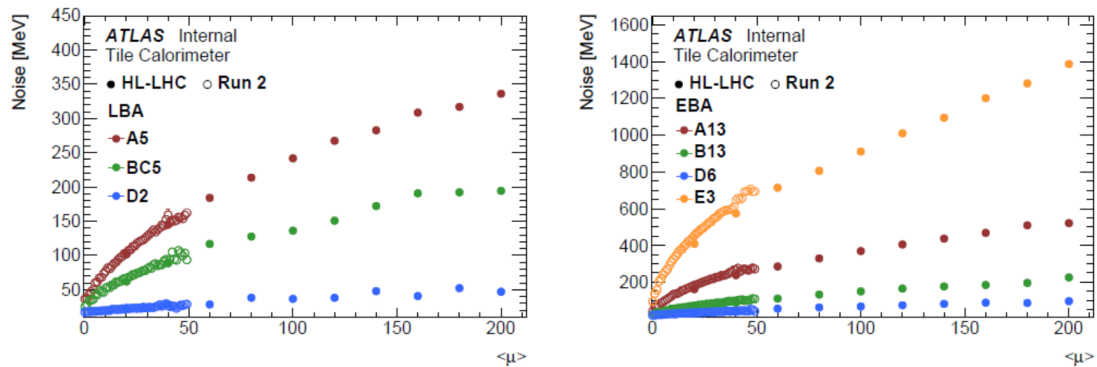 Noise [MeV]
450
400
350
300
250
200
150
100
50
ATLAS Internal
Tile Calorimeter
HL-LHC Run 2
LBA
A5
BC5
D2
0 50 100 150 200
<μ>
Noise [MeV]
1600
1400
1200
1000
800
600
400
200
ATLAS Internal
Tile Calorimeter
HL-LHC Run 2
EBA
A13
B13
D6
E3
0 50 100 150 200
<μ>